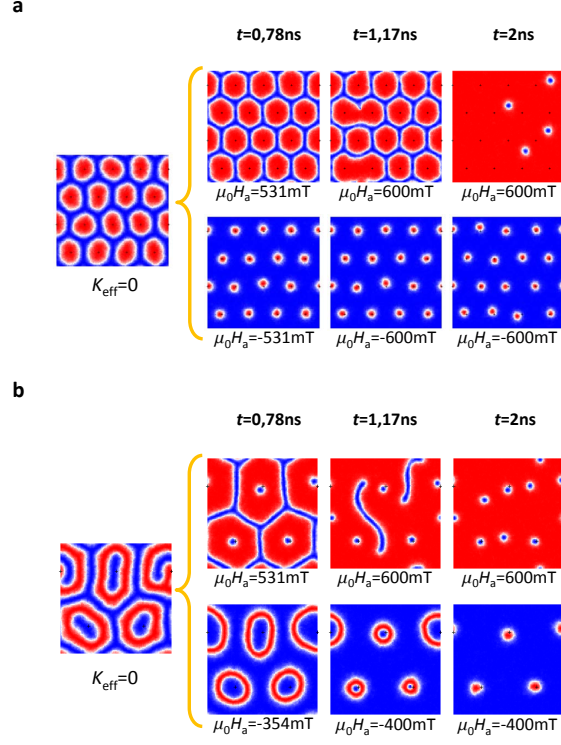 a
t=0,78ns t=1,17ns t=2ns
μ0Ha=531mT μ0Ha=600mT μ0Ha=600mT
Keff=0
μ0Ha=-531mT μ0Ha=-600mT μ0Ha=-600mT
b
t=0,78ns t=1,17ns t=2ns
μ0Ha=531mT μ0Ha=600mT μ0Ha=600mT
Keff=0
μ0Ha=-354mT μ0Ha=-400mT μ0Ha=-400mT